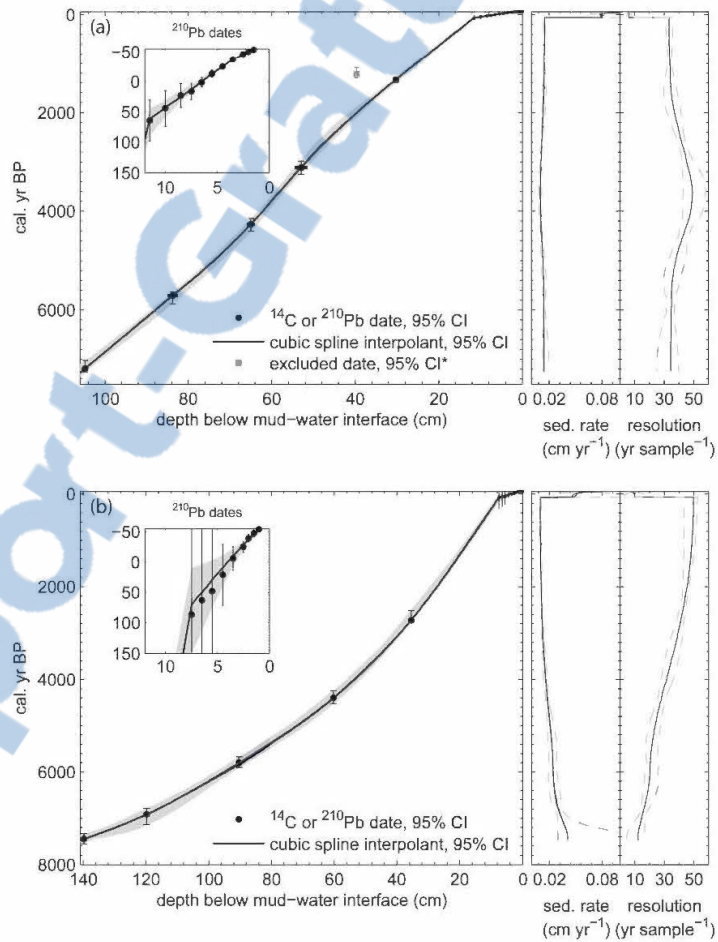 (a)
²¹⁰Pb dates
−50
0
50
100
150
10 5 0
0
2000
4000
6000
cal. yr BP
¹⁴C or ²¹⁰Pb date, 95% CI
cubic spline interpolant, 95% CI
excluded date, 95% CI*
100 80 60 40 20 0
depth below mud−water interface (cm)
0.02 0.08 10 30 50
sed. rate resolution
(cm yr⁻¹) (yr sample⁻¹)
(b)
²¹⁰Pb dates
−50
0
50
100
150
10 5 0
0
2000
4000
6000
8000
cal. yr BP
¹⁴C or ²¹⁰Pb date, 95% CI
cubic spline interpolant, 95% CI
140 120 100 80 60 40 20 0
depth below mud−water interface (cm)
0.02 0.08 10 30 50
sed. rate resolution
(cm yr⁻¹) (yr sample⁻¹)
ort-Grat